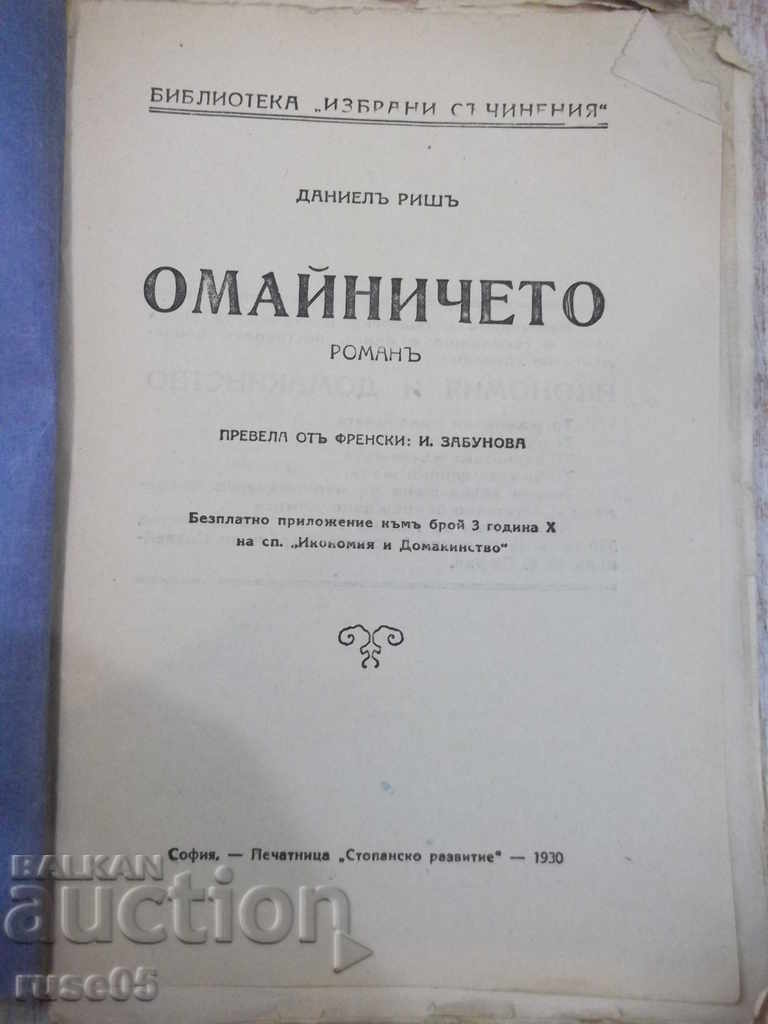 БИБЛИОТЕКА „ИЗБРАНИ СЪЧИНЕНИЯ“
ДАНИЕЛЪ РИШЪ
ОМАЙНИЧЕТО
РОМАНЪ
ПРЕВЕЛА ОТЪ ФРЕНСКИ: И. ЗАБУНОВА
Безплатно приложение къмъ брой 3 година X
на сп. „Икономия и Домакинство“
София, — Печатница „Стопанско развитие“ — 1930
BALKAN
auction
ruse05